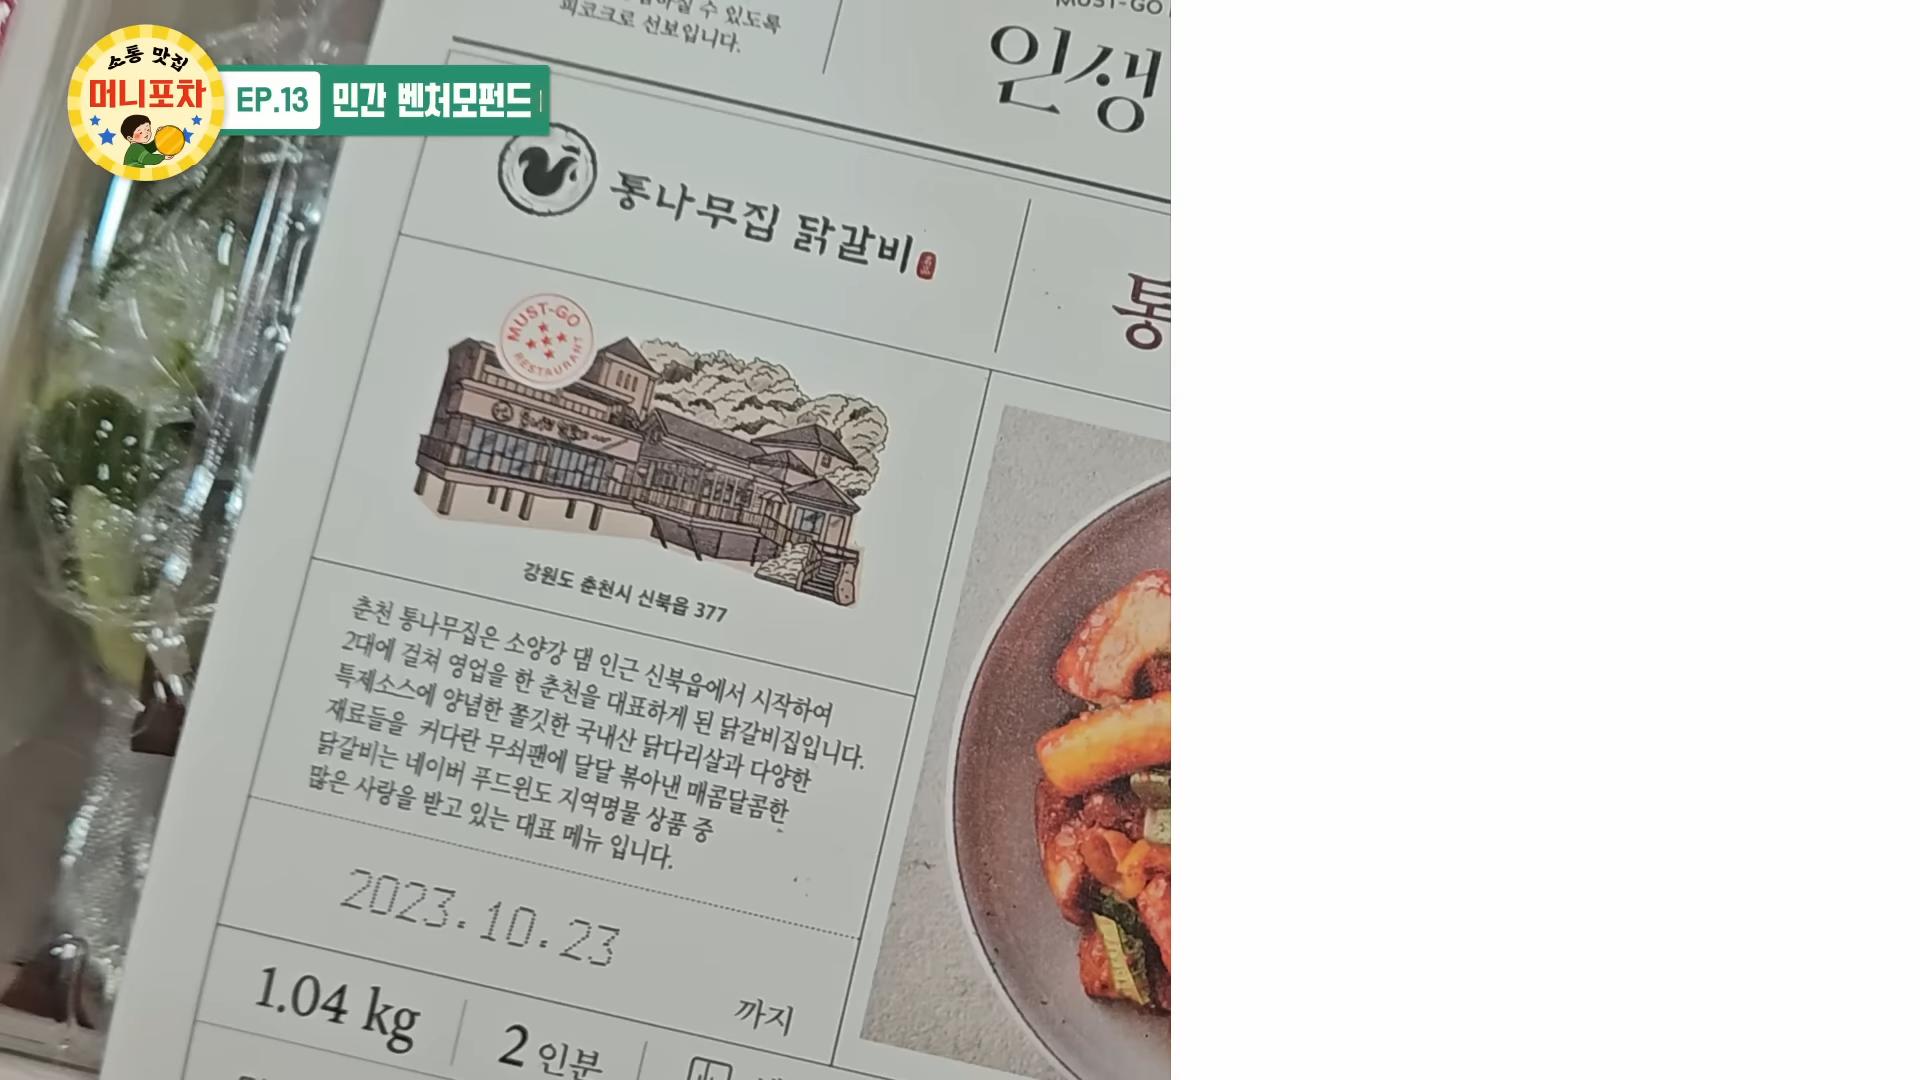 소통 맛집
머니포차
EP.13 민간 벤처모펀드
수 있도록
피코크로 선보입니다.
MUST-GO
인생
통나무집 닭갈비
통
MUST-GO
RESTAURANT
강원도 춘천시 신북읍 377
춘천 통나무집은 소양강 댐 인근 신북읍에서 시작하여
2대에 걸쳐 영업을 한 춘천을 대표하게 된 닭갈비집입니다.
특제소스에 양념한 쫄깃한 국내산 닭다리살과 다양한
재료들을 커다란 무쇠팬에 달달 볶아낸 매콤달콤한
닭갈비는 네이버 푸드윈도 지역명물 상품 중
많은 사랑을 받고 있는 대표 메뉴 입니다.
2023.10.23
까지
1.04 kg
2 인분